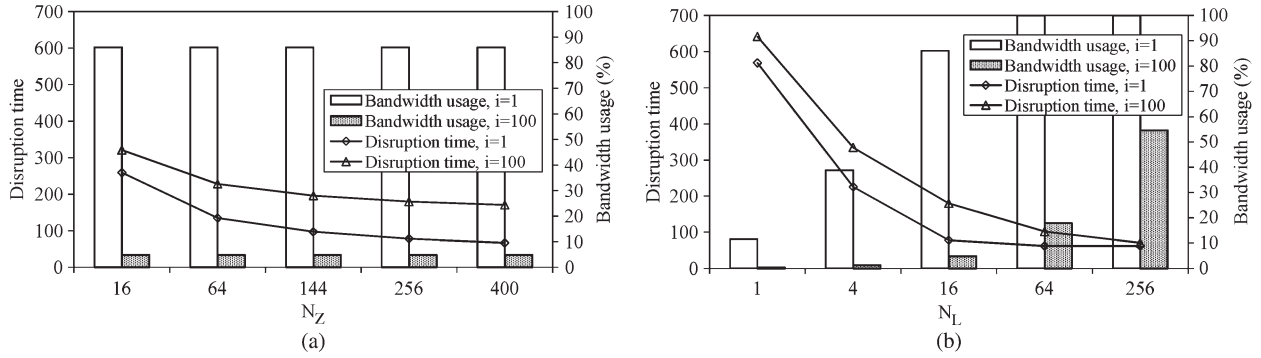 700
600
500
400
300
200
100
0
Disruption time
100
90
80
70
60
50
40
30
20
10
0
Bandwidth usage (%)
Bandwidth usage, i=1
Bandwidth usage, i=100
Disruption time, i=1
Disruption time, i=100
16 64 144 256 400
N_Z
(a)
700
600
500
400
300
200
100
0
Disruption time
100
90
80
70
60
50
40
30
20
10
0
Bandwidth usage (%)
Bandwidth usage, i=1
Bandwidth usage, i=100
Disruption time, i=1
Disruption time, i=100
1 4 16 64 256
N_L
(b)